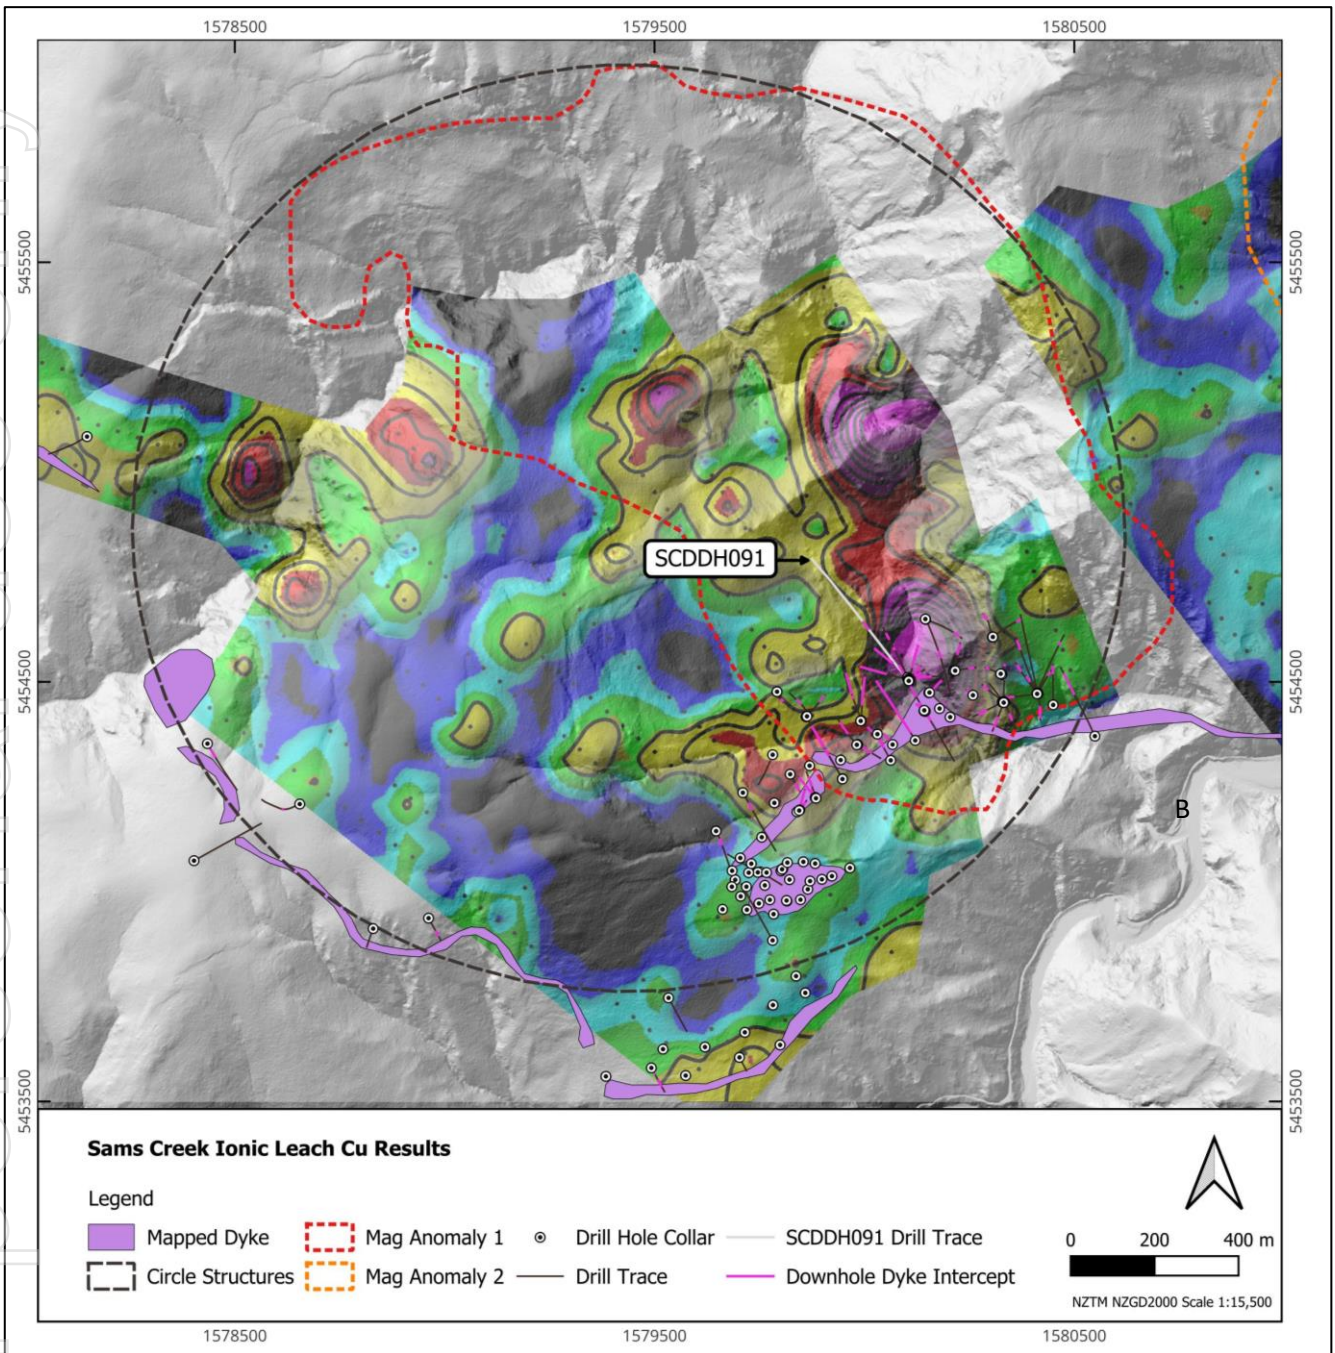 1578500 1579500 1580500
5455500 5455500
SCDDH091
5454500 5454500
B
5453500 5453500
Sams Creek Ionic Leach Cu Results
Legend
Mapped Dyke Mag Anomaly 1 Drill Hole Collar SCDDH091 Drill Trace 0 200 400 m
Circle Structures Mag Anomaly 2 Drill Trace Downhole Dyke Intercept
NZTM NZGD2000 Scale 1:15,500
1578500 1579500 1580500